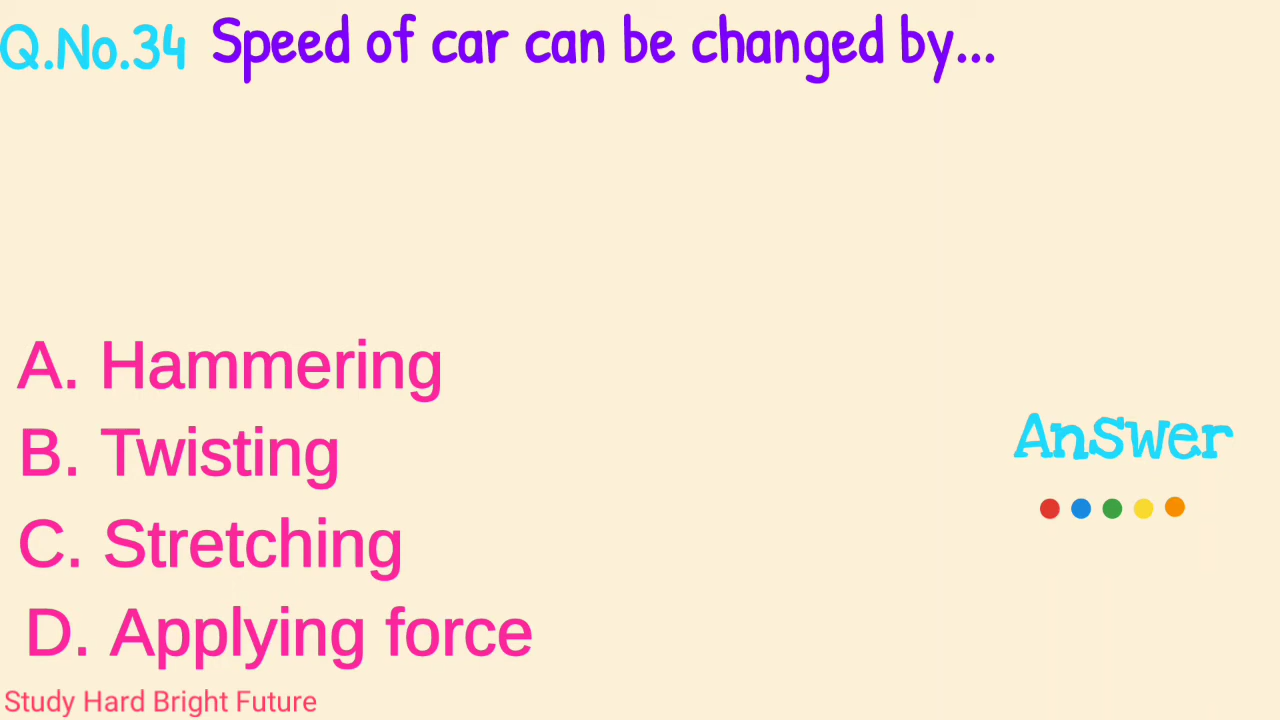 Q.No.34 Speed of car can be changed by...
A. Hammering
B. Twisting
Answer
C. Stretching
D. Applying force
Study Hard Bright Future